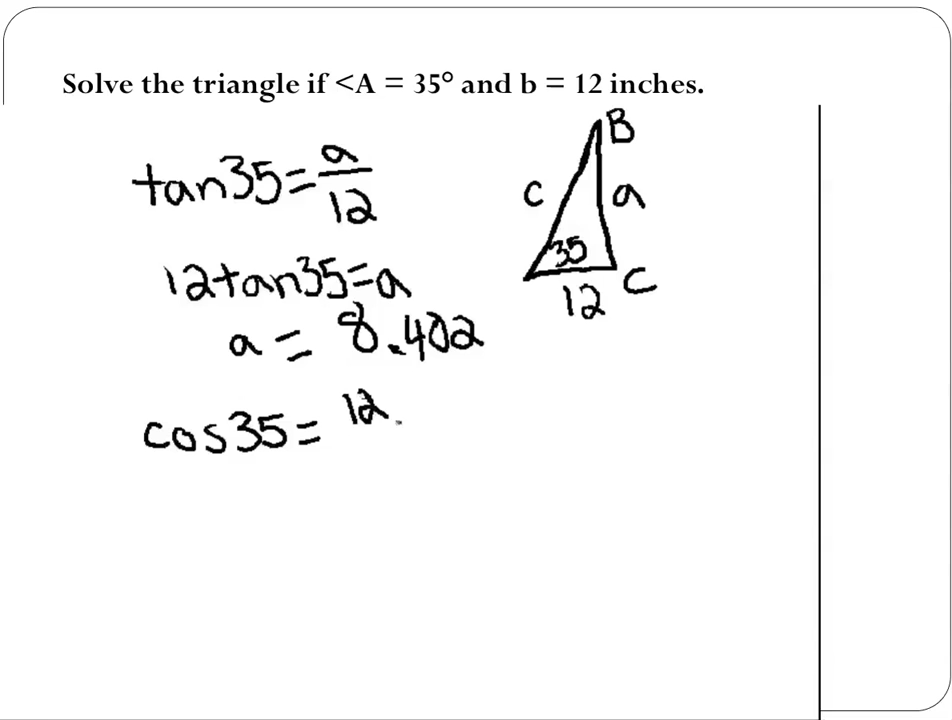 Solve the triangle if <A = 35° and b = 12 inches.
tan35=a/12
12tan35=a
a = 8.402
cos35= 12
B
c
a
35
12
C